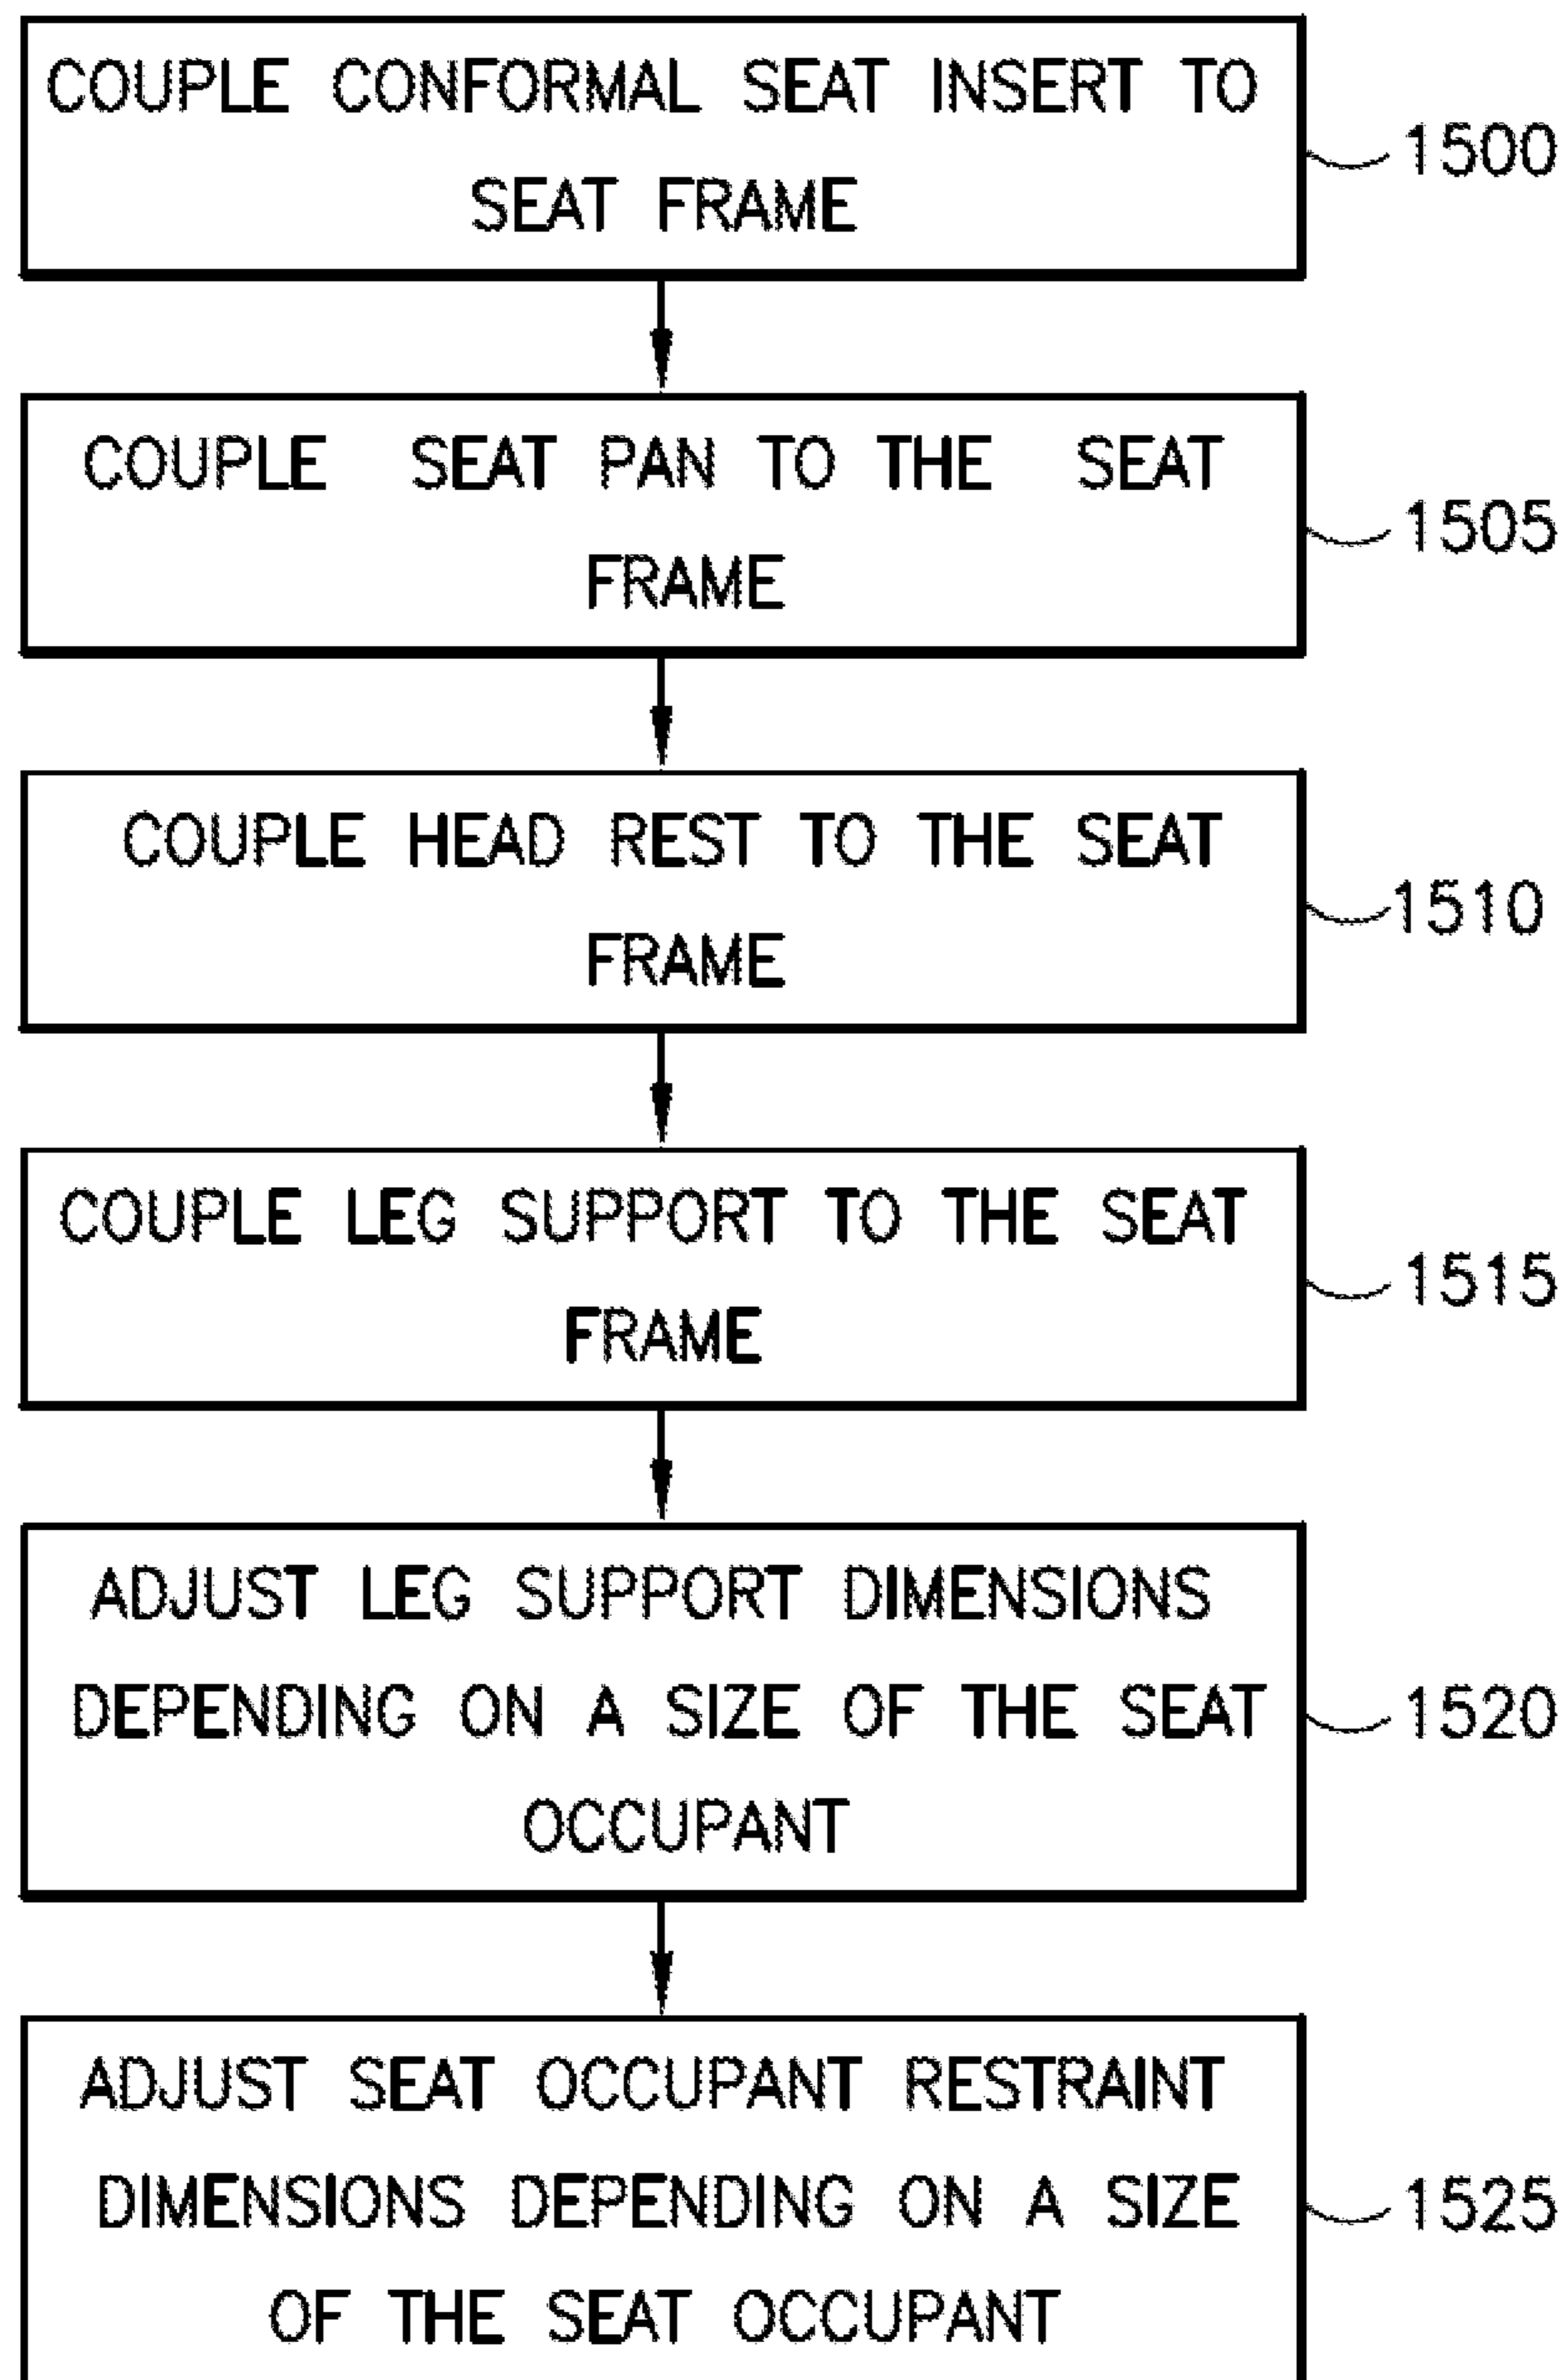 COUPLE CONFORMAL SEAT INSERT TO
SEAT FRAME
1500
COUPLE SEAT PAN TO THE SEAT
FRAME
1505
COUPLE HEAD REST TO THE SEAT
FRAME
1510
COUPLE LEG SUPPORT TO THE SEAT
FRAME
1515
ADJUST LEG SUPPORT DIMENSIONS
DEPENDING ON A SIZE OF THE SEAT
OCCUPANT
1520
ADJUST SEAT OCCUPANT RESTRAINT
DIMENSIONS DEPENDING ON A SIZE
OF THE SEAT OCCUPANT
1525